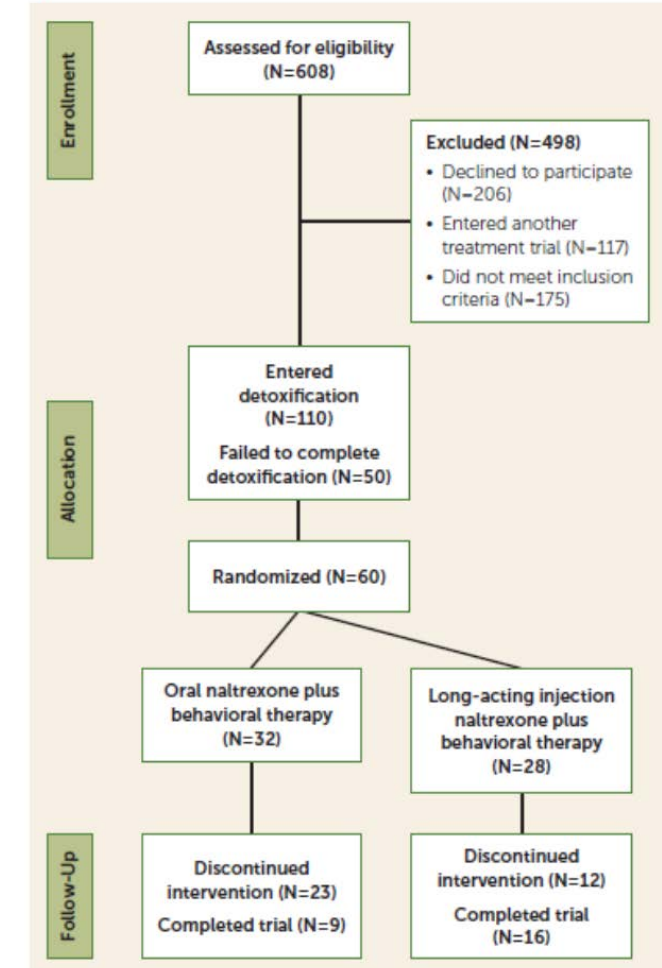 Enrollment
Assessed for eligibility
(N=608)
Excluded (N=498)
• Declined to participate
(N=206)
• Entered another
treatment trial (N=117)
• Did not meet inclusion
criteria (N=175)
Allocation
Entered
detoxification
(N=110)
Failed to complete
detoxification (N=50)
Randomized (N=60)
Oral naltrexone plus
behavioral therapy
(N=32)
Long-acting injection
naltrexone plus
behavioral therapy
(N=28)
Follow-Up
Discontinued
intervention (N=23)
Completed trial (N=9)
Discontinued
intervention (N=12)
Completed trial
(N=16)